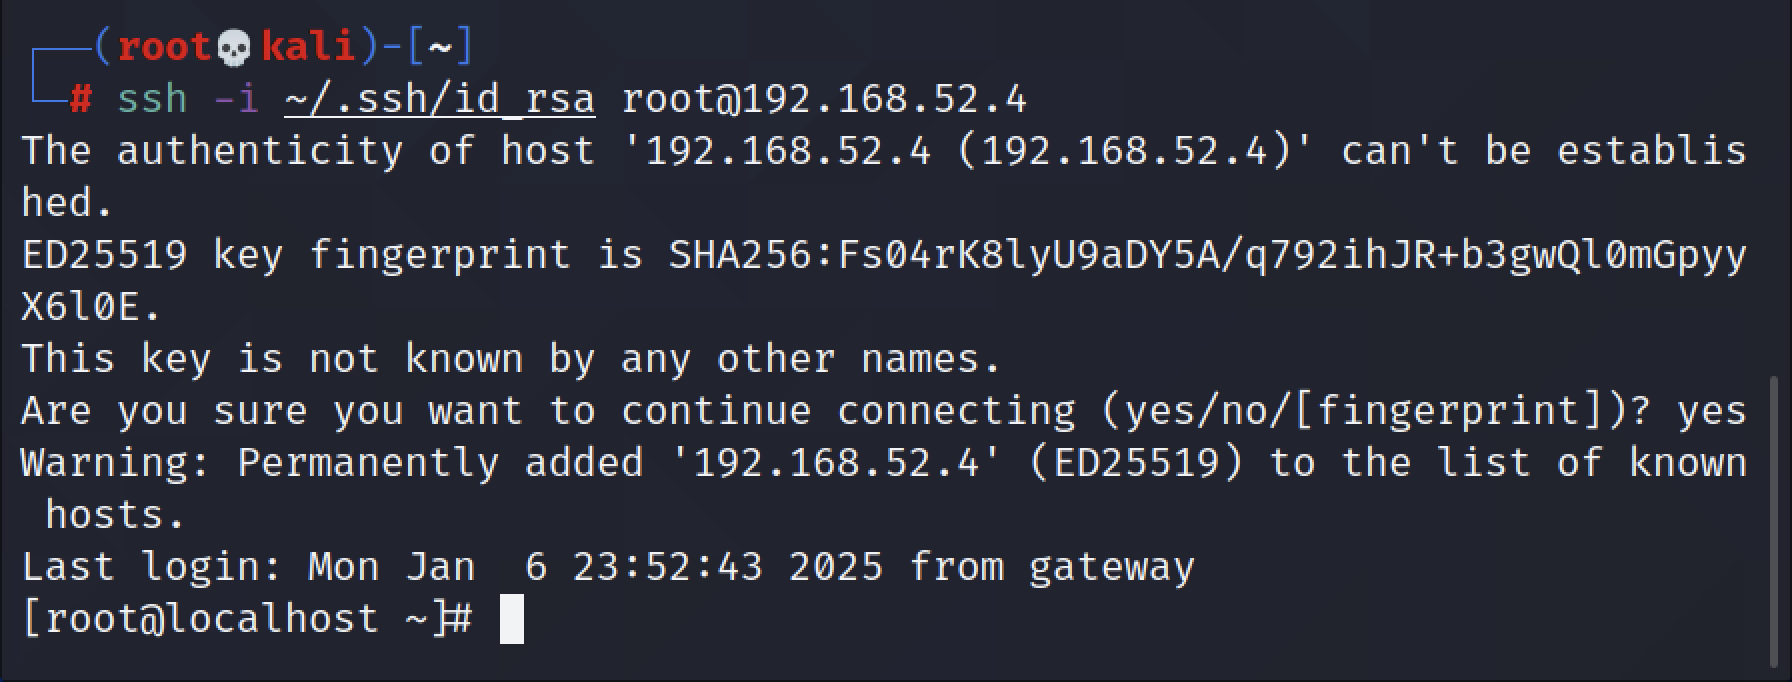 (root💀kali)-[~]
# ssh -i ~/.ssh/id_rsa root@192.168.52.4
The authenticity of host '192.168.52.4 (192.168.52.4)' can't be establis
hed.
ED25519 key fingerprint is SHA256:Fs04rK8lyU9aDY5A/q792ihJR+b3gwQl0mGpyy
X6l0E.
This key is not known by any other names.
Are you sure you want to continue connecting (yes/no/[fingerprint])? yes
Warning: Permanently added '192.168.52.4' (ED25519) to the list of known
 hosts.
Last login: Mon Jan  6 23:52:43 2025 from gateway
[root@localhost ~]#